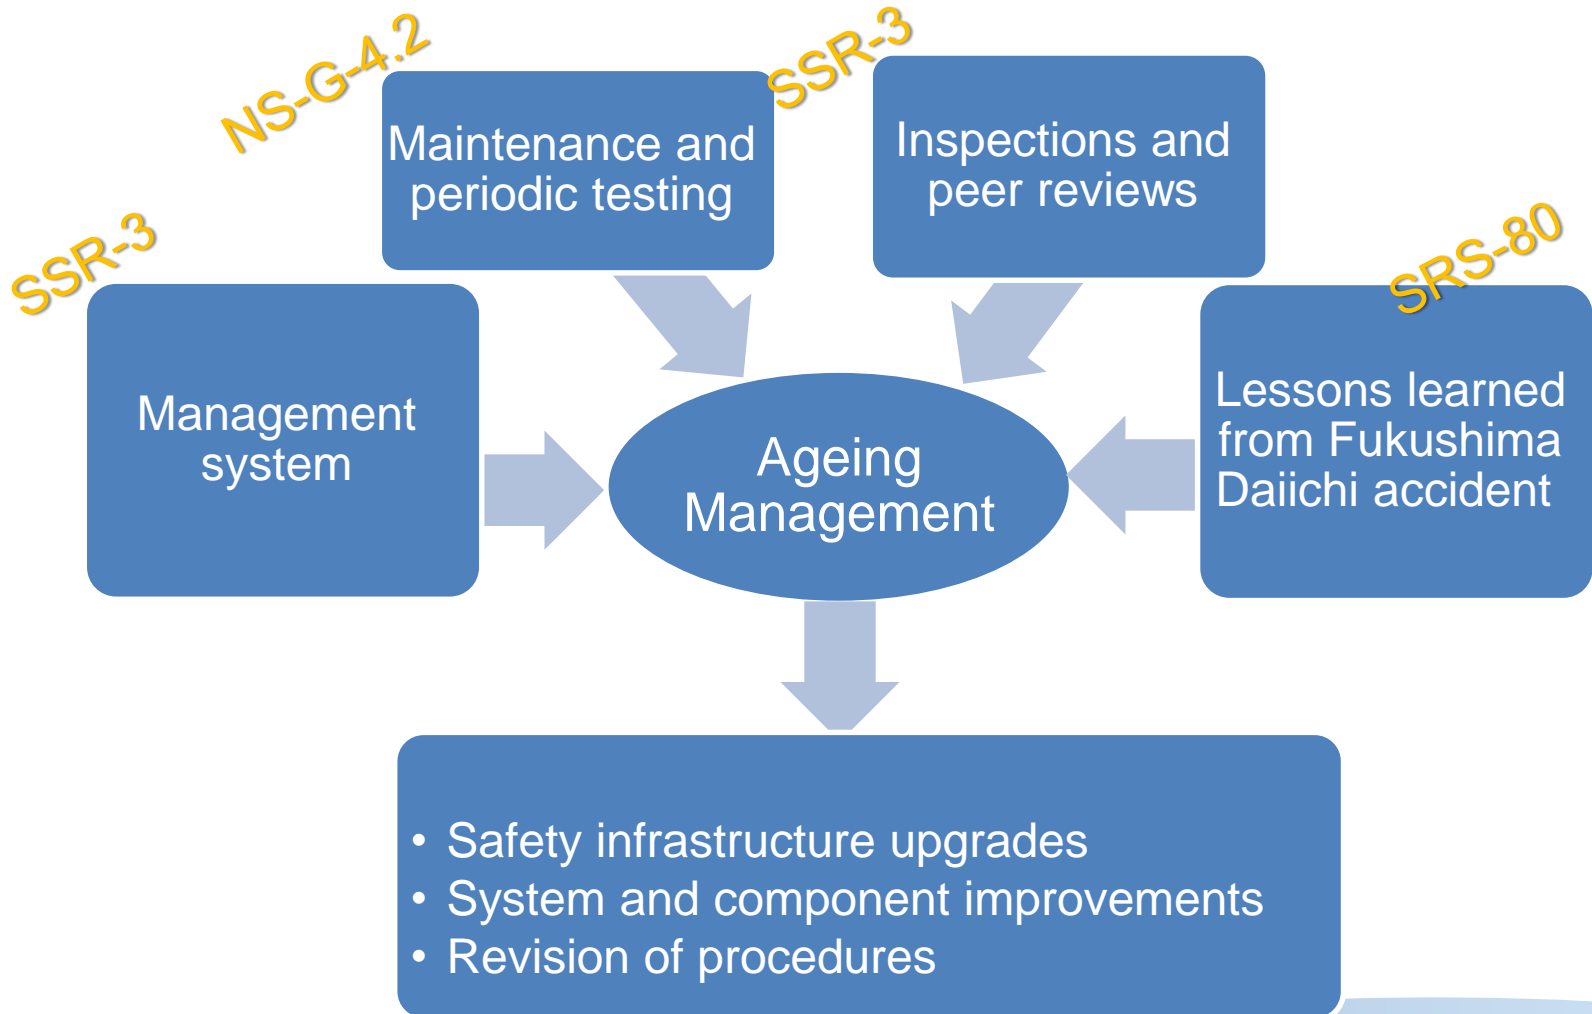 NS-G-4.2
SSR-3
Maintenance and
periodic testing
Inspections and
peer reviews
SSR-3
SRS-80
Management
system
Ageing
Management
Lessons learned
from Fukushima
Daiichi accident
• Safety infrastructure upgrades
• System and component improvements
• Revision of procedures